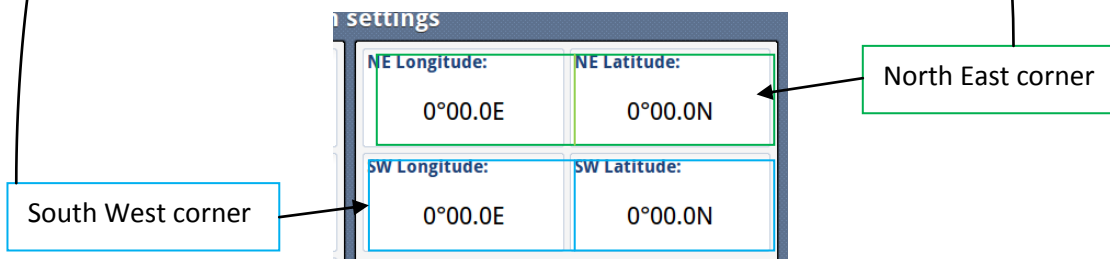 settings
NE Longitude: NE Latitude:
0°00.0E 0°00.0N
North East corner
SW Longitude: SW Latitude:
0°00.0E 0°00.0N
South West corner